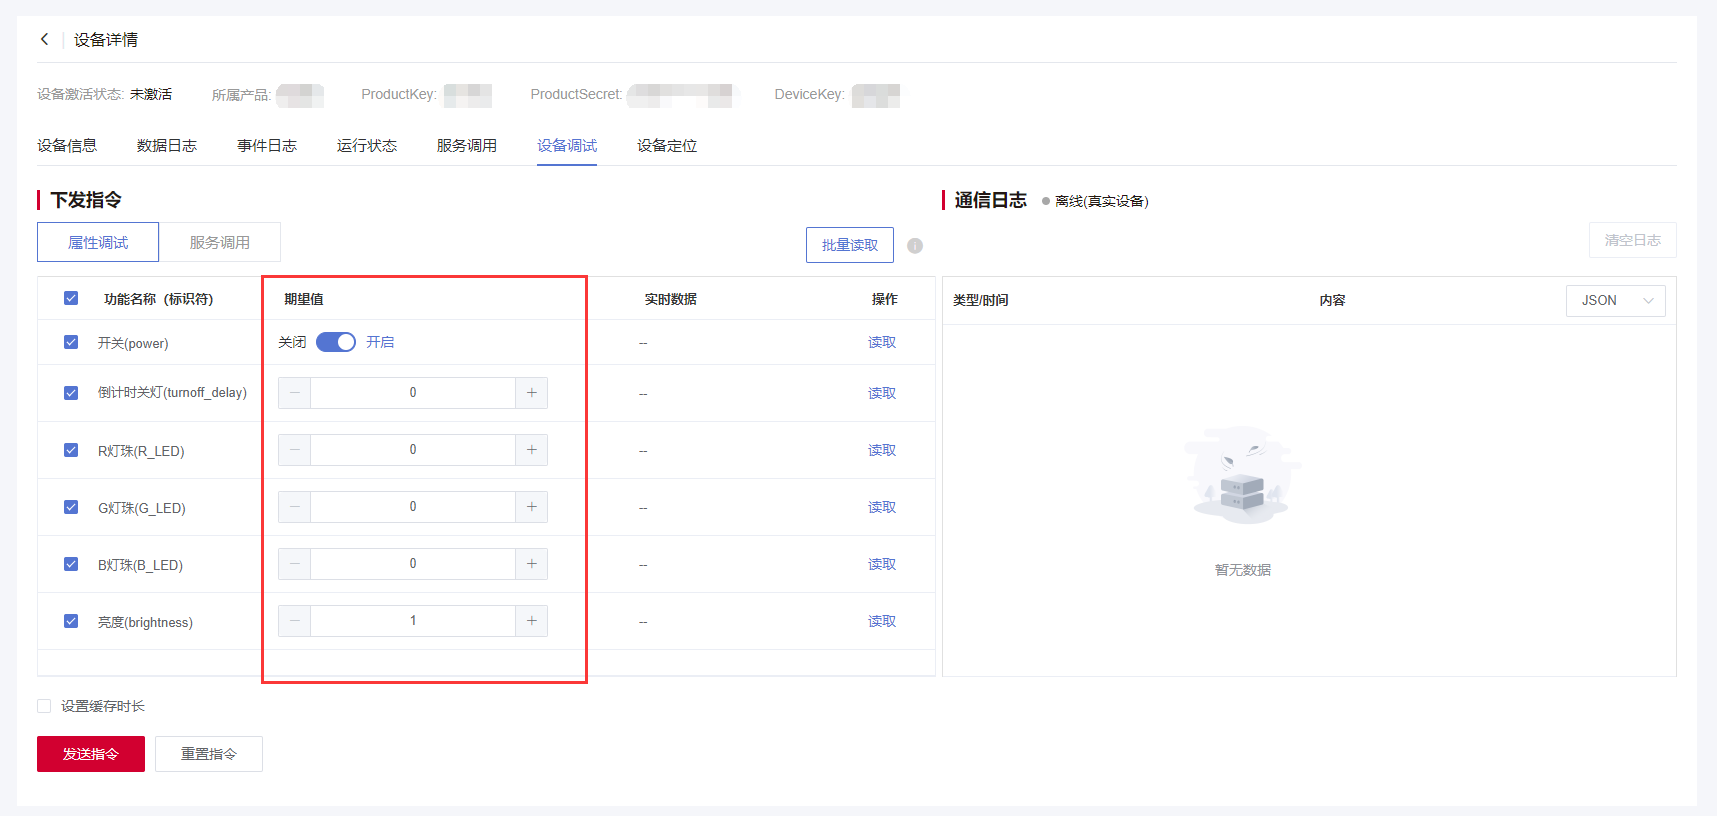 设备详情
设备激活状态: 未激活 所属产品: ProductKey: ProductSecret: DeviceKey:
设备信息 数据日志 事件日志 运行状态 服务调用 设备调试 设备定位
下发指令
属性调试 服务调用 批量读取
功能名称 (标识符) 期望值 实时数据 操作
开关(power) 关闭 开启 -- 读取
倒计时关灯(turnoff_delay) 0 -- 读取
R灯珠(R_LED) 0 -- 读取
G灯珠(G_LED) 0 -- 读取
B灯珠(B_LED) 0 -- 读取
亮度(brightness) 1 -- 读取
设置缓存时长
发送指令 重置指令
通信日志 离线(真实设备)
清空日志
类型/时间 内容 JSON
暂无数据